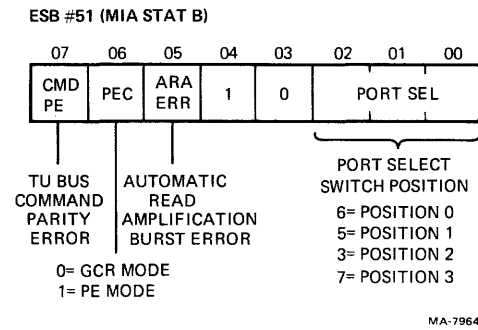 ESB #51 (MIA STAT B)
07 06 05 04 03 02 01 00
CMD PE
PEC
ARA ERR
1
0
PORT SEL
TU BUS
COMMAND
PARITY
ERROR
AUTOMATIC
READ
AMPLIFICATION
BURST ERROR
0= GCR MODE
1= PE MODE
PORT SELECT
SWITCH POSITION
6= POSITION 0
5= POSITION 1
3= POSITION 2
7= POSITION 3
MA-7964